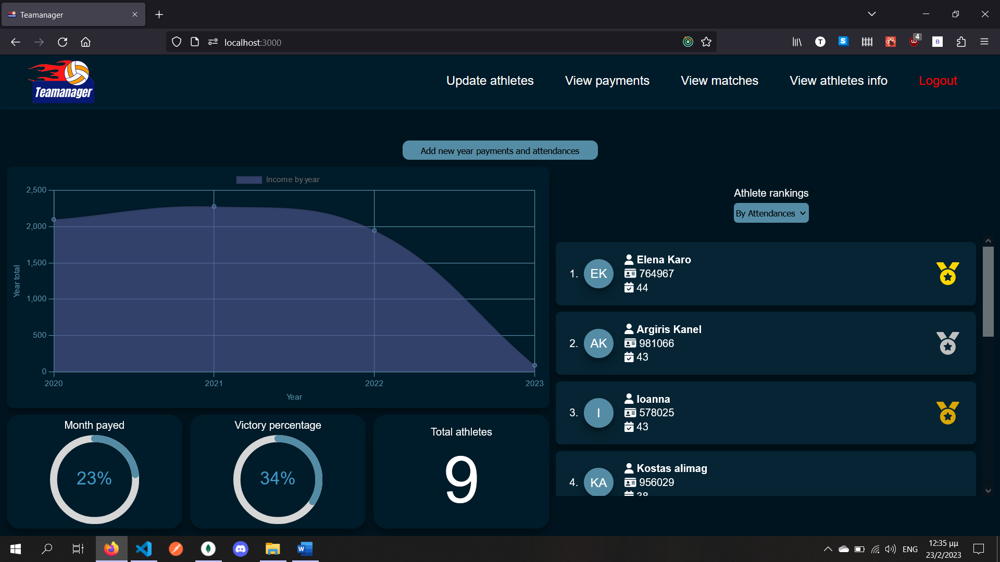 Teamanager
localhost:3000
4
Teamanager
Update athletes
View payments
View matches
View athletes info
Logout
Add new year payments and attendances
Income by year
2,500
2,000
1,500
1,000
500
0
Year total
2020
2021
2022
2023
Year
Month payed
23%
Victory percentage
34%
Total athletes
9
Athlete rankings
By Attendances
1.
EK
Elena Karo
764967
44
2.
AK
Argiris Kanel
981066
43
3.
I
Ioanna
578025
43
4.
KA
Kostas alimag
956029
38
ENG
12:35 μμ
23/2/2023